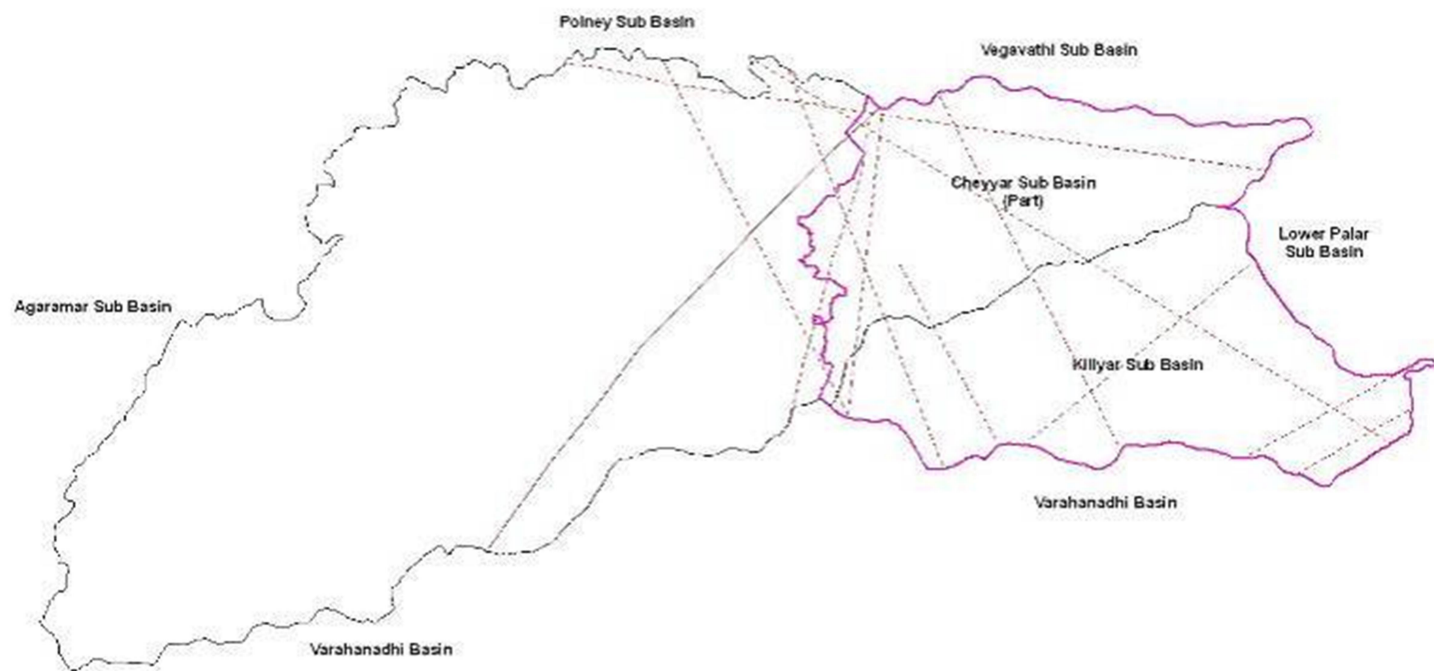 Polney Sub Basin
Vegavathi Sub Basin
Cheyyar Sub Basin
(Part)
Lower Palar
Sub Basin
Agaramar Sub Basin
Killyar Sub Basin
Varahanadhi Basin
Varahanadhi Basin